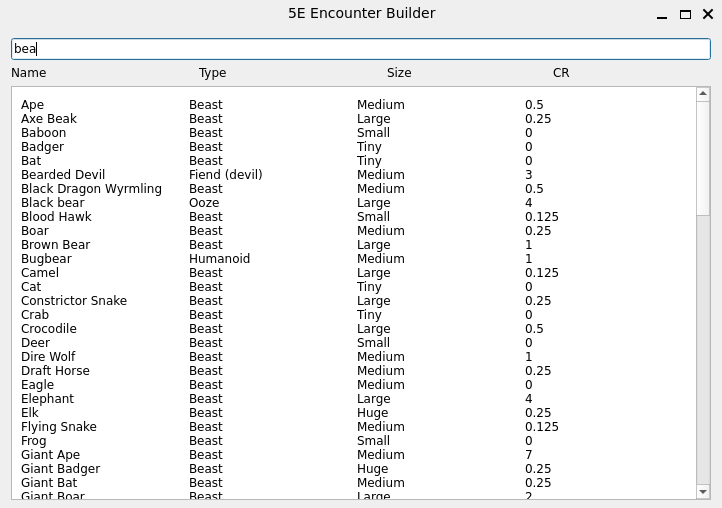 5E Encounter Builder
bea
Name Type Size CR
Ape Beast Medium 0.5
Axe Beak Beast Large 0.25
Baboon Beast Small 0
Badger Beast Tiny 0
Bat Beast Tiny 0
Bearded Devil Fiend (devil) Medium 3
Black Dragon Wyrmling Beast Medium 0.5
Black bear Ooze Large 4
Blood Hawk Beast Small 0.125
Boar Beast Medium 0.25
Brown Bear Beast Large 1
Bugbear Humanoid Medium 1
Camel Beast Large 0.125
Cat Beast Tiny 0
Constrictor Snake Beast Large 0.25
Crab Beast Tiny 0
Crocodile Beast Large 0.5
Deer Beast Small 0
Dire Wolf Beast Medium 1
Draft Horse Beast Medium 0.25
Eagle Beast Medium 0
Elephant Beast Large 4
Elk Beast Huge 0.25
Flying Snake Beast Medium 0.125
Frog Beast Small 0
Giant Ape Beast Medium 7
Giant Badger Beast Huge 0.25
Giant Bat Beast Medium 0.25
Giant Boar Beast Large 2